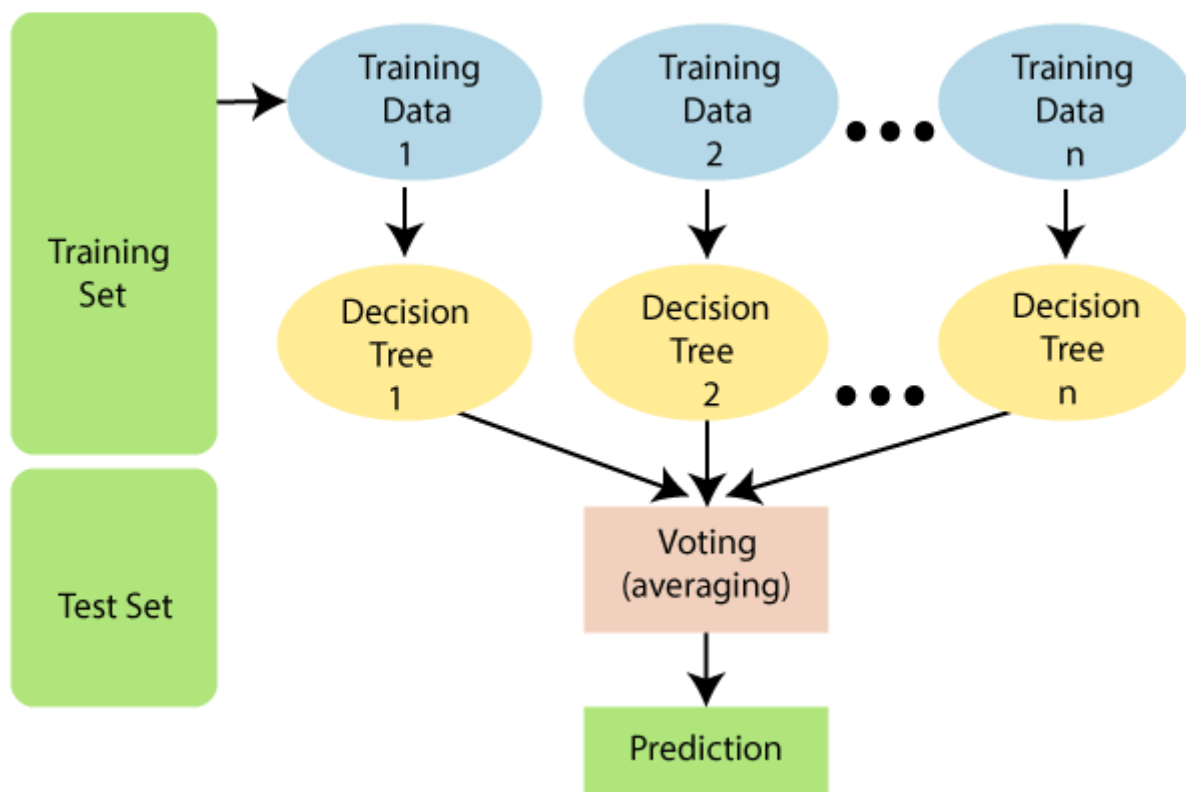 Training
Set
Test Set
Training
Data
1
Training
Data
2
Training
Data
n
Decision
Tree
1
Decision
Tree
2
Decision
Tree
n
Voting
(averaging)
Prediction